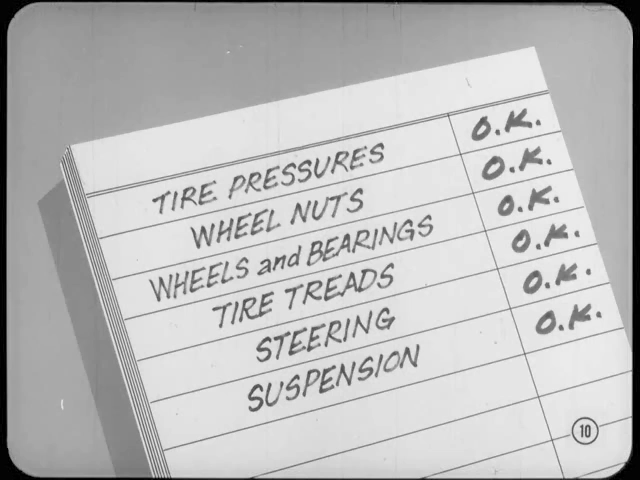 TIRE PRESSURES O.K.
WHEEL NUTS O.K.
WHEELS and BEARINGS O.K.
TIRE TREADS O.K.
STEERING O.K.
SUSPENSION O.K.
10